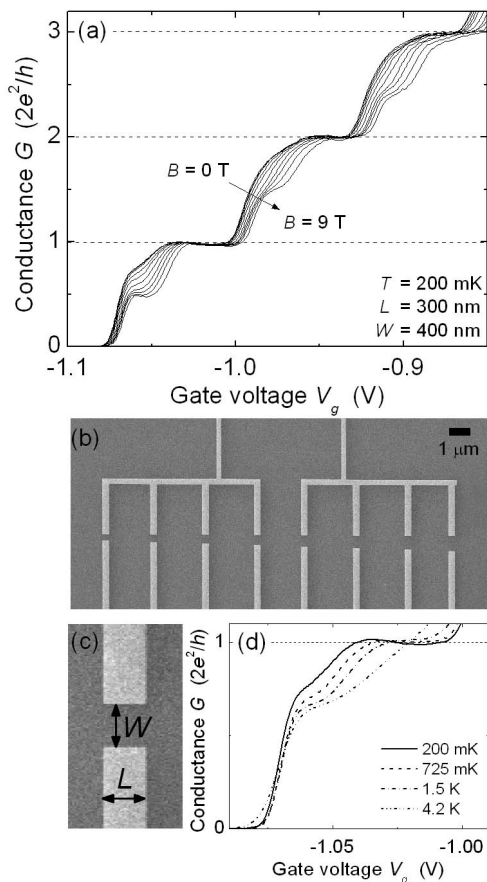 (a)
Conductance G (2e²/h)
3
2
1
0
B = 0 T
B = 9 T
T = 200 mK
L = 300 nm
W = 400 nm
-1.1
-1.0
-0.9
Gate voltage V_g (V)
(b)
1 μm
(c)
W
L
(d)
Conductance G (2e²/h)
1
0
200 mK
725 mK
1.5 K
4.2 K
-1.05
-1.00
Gate voltage V_g (V)